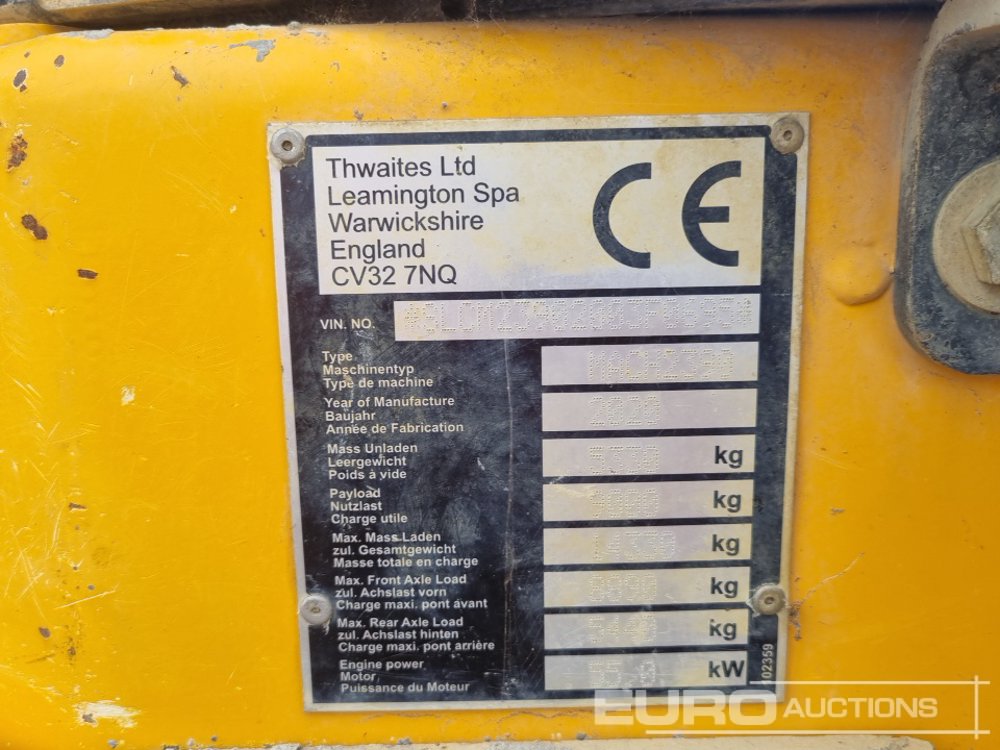 Thwaites Ltd
Leamington Spa
Warwickshire
England
CV32 7NQ
CE
VIN. NO.
Type MACH2390
Maschinentyp
Type de machine
Year of Manufacture 2020
Baujahr
Année de Fabrication
Mass Unladen
Leergewicht kg
Poids à vide
Payload 9000
Nutzlast kg
Charge utile
Max. Mass Laden
zul. Gesamtgewicht kg
Masse totale en charge
Max. Front Axle Load
zul. Achslast vorn kg
Charge maxi. pont avant
Max. Rear Axle Load
zul. Achslast hinten kg
Charge maxi. pont arrière
Engine power
Motor kW
Puissance du Moteur
102359
EURO AUCTIONS